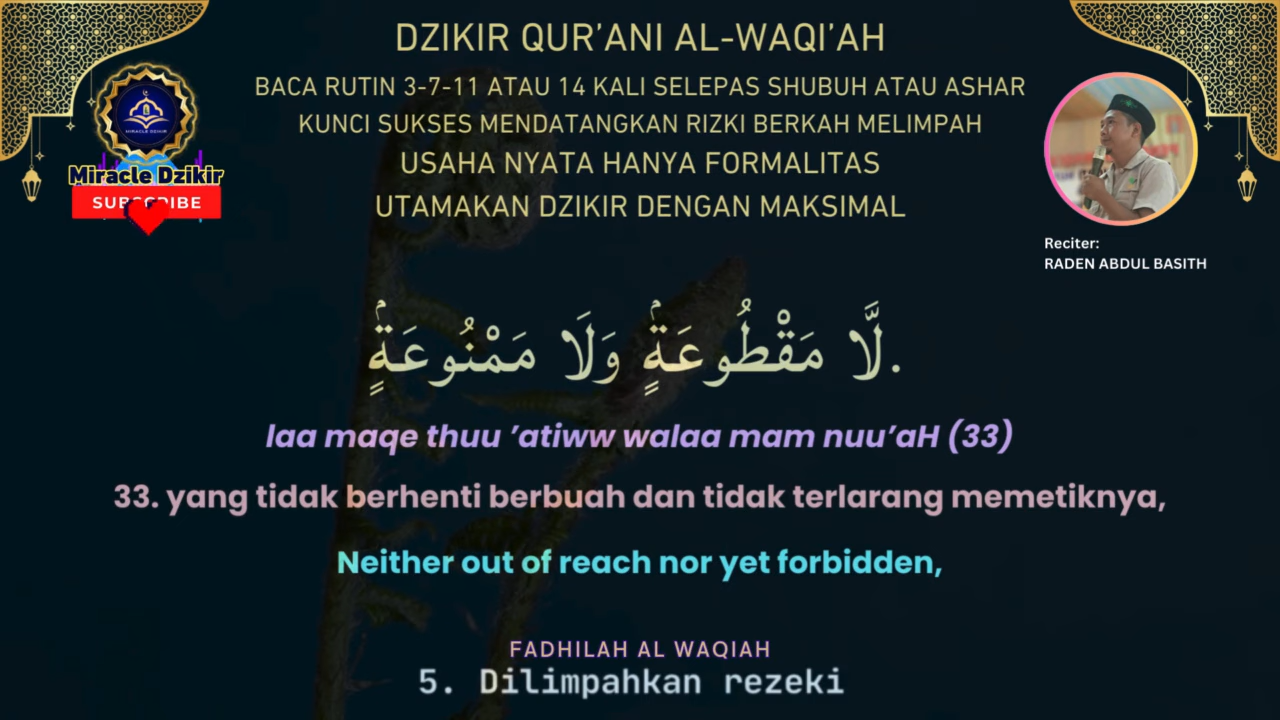 DZIKIR QUR’ANI AL-WAQI’AH
BACA RUTIN 3-7-11 ATAU 14 KALI SELEPAS SHUBUH ATAU ASHAR
KUNCI SUKSES MENDATANGKAN RIZKI BERKAH MELIMPAH
USAHA NYATA HANYA FORMALITAS
UTAMAKAN DZIKIR DENGAN MAKSIMAL
MIRACLE DZIKIR
Miracle Dzikir
SUBSCRIBE
Reciter:
RADEN ABDUL BASITH
لَّا مَقْطُوعَةٍۢ وَلَا مَمْنُوعَةٍۢ.
laa maqe thuu ’atiww walaa mam nuu’aH (33)
33. yang tidak berhenti berbuah dan tidak terlarang memetiknya,
Neither out of reach nor yet forbidden,
FADHILAH AL WAQIAH
5. Dilimpahkan rezeki